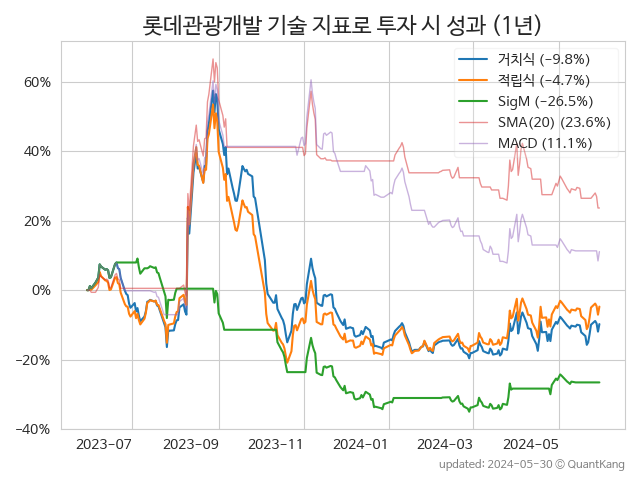 롯데관광개발 기술 지표로 투자 시 성과 (1년)
거치식 (−9.8%)
적립식 (−4.7%)
SigM (−26.5%)
SMA(20) (23.6%)
MACD (11.1%)
60%
40%
20%
0%
−20%
−40%
2023−07
2023−09
2023−11
2024−01
2024−03
2024−05
updated: 2024-05-30 © QuantKang